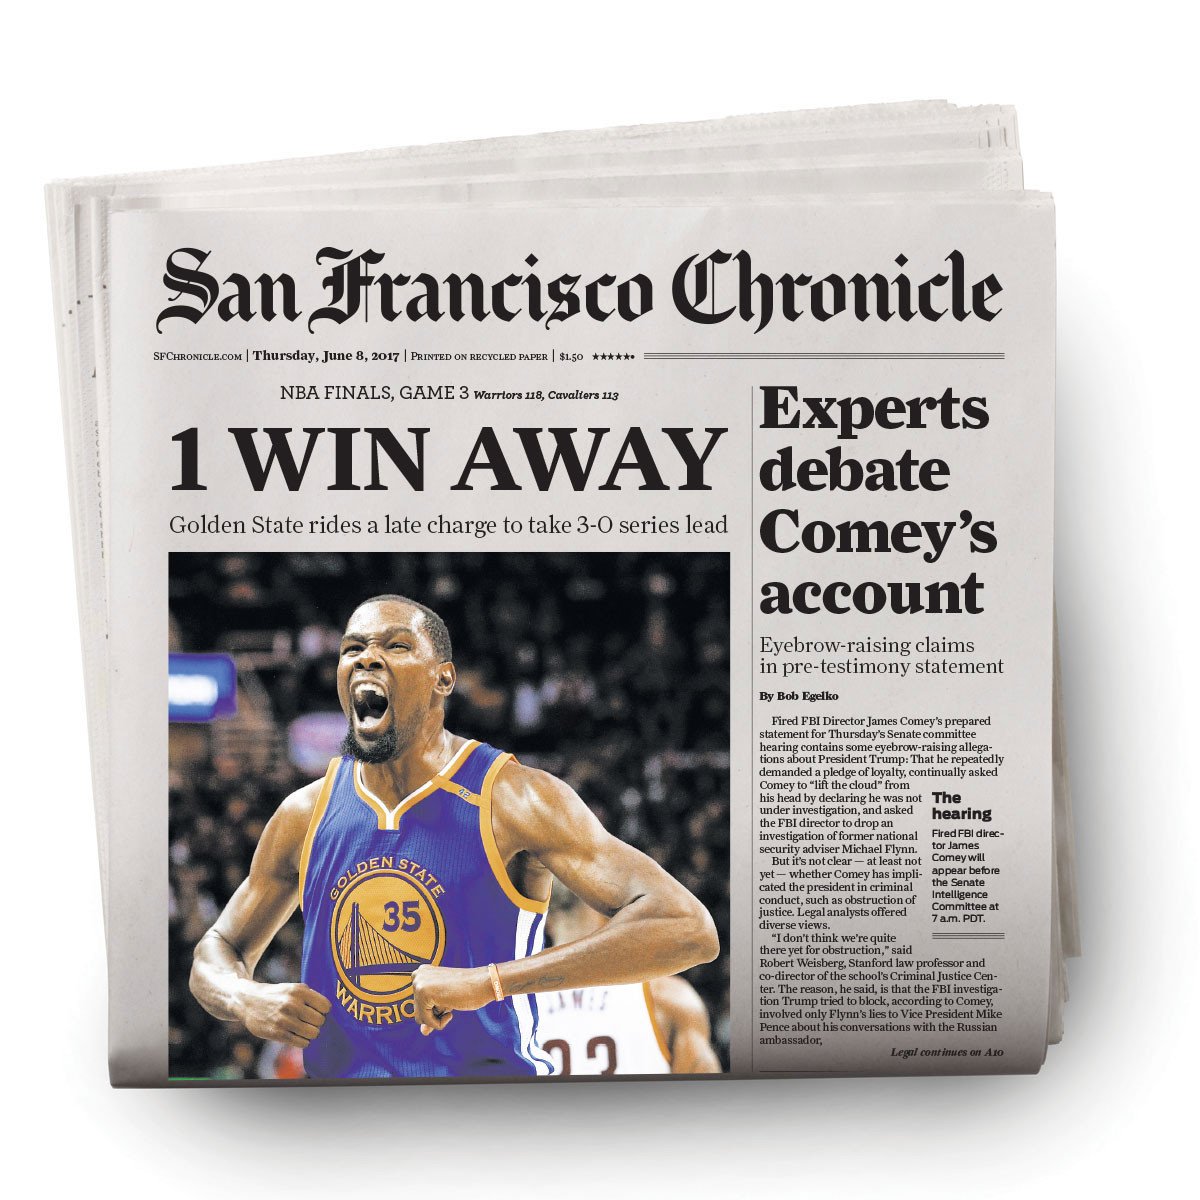 San Francisco Chronicle
SFChronicle.com | Thursday, June 8, 2017 | Printed on recycled paper | $1.50 ★★★★★•
NBA FINALS, GAME 3 Warriors 118, Cavaliers 113
1 WIN AWAY
Golden State rides a late charge to take 3-0 series lead
GOLDEN STATE
35
WARRIO
JAMES
23
Experts
debate
Comey’s
account
Eyebrow-raising claims
in pre-testimony statement
By Bob Egelko
Fired FBI Director James Comey’s prepared
statement for Thursday’s Senate committee
hearing contains some eyebrow-raising allega-
tions about President Trump: That he repeatedly
demanded a pledge of loyalty, continually asked
Comey to “lift the cloud” from
his head by declaring he was not
under investigation, and asked
the FBI director to drop an
investigation of former national
security adviser Michael Flynn.
But it’s not clear — at least not
yet — whether Comey has impli-
cated the president in criminal
conduct, such as obstruction of
justice. Legal analysts offered
diverse views.
“I don’t think we’re quite
there yet for obstruction,” said
Robert Weisberg, Stanford law professor and
co-director of the school’s Criminal Justice Cen-
ter. The reason, he said, is that the FBI investiga-
tion Trump tried to block, according to Comey,
involved only Flynn’s lies to Vice President Mike
Pence about his conversations with the Russian
ambassador,
Legal continues on A10
The
hearing
Fired FBI direc-
tor James
Comey will
appear before
the Senate
Intelligence
Committee at
7 a.m. PDT.